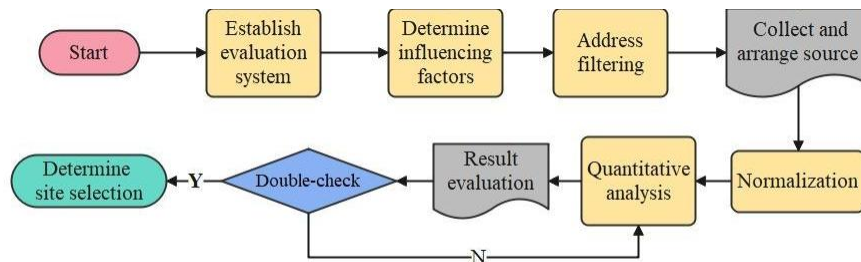 Start
Establish
evaluation
system
Determine
influencing
factors
Address
filtering
Collect and
arrange source
Normalization
Quantitative
analysis
Result
evaluation
Double-check
Y
Determine
site selection
N